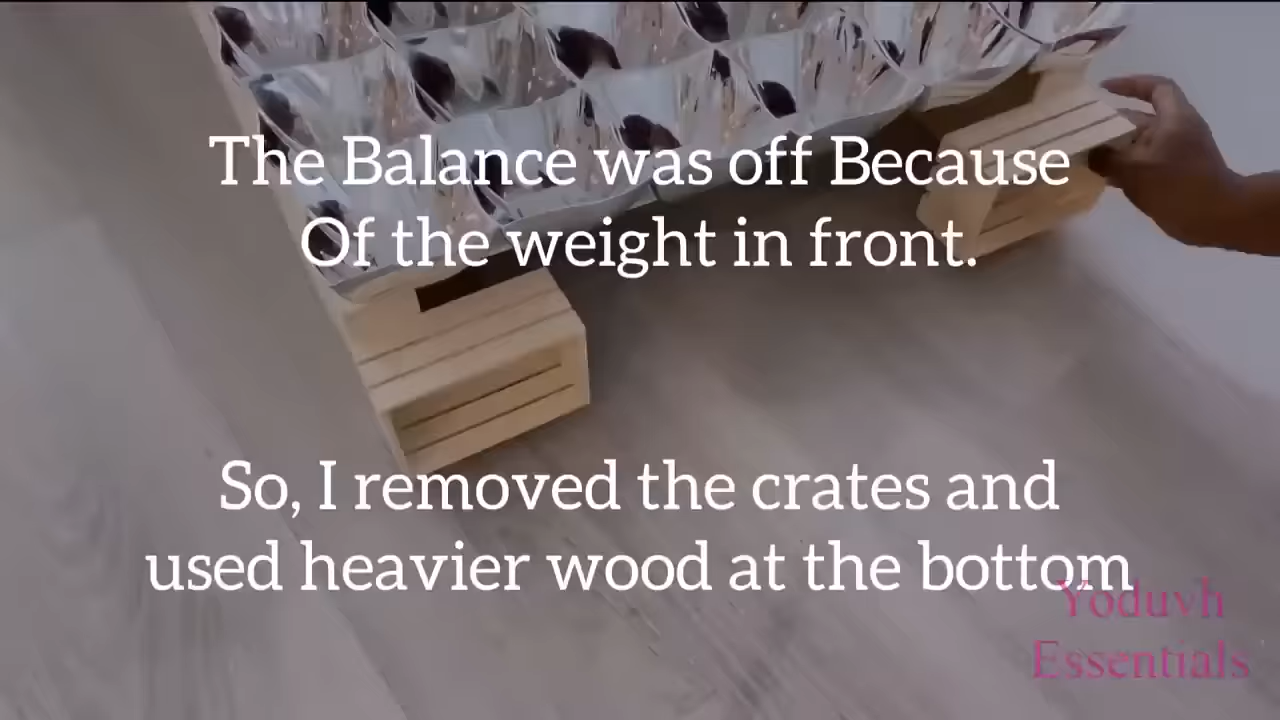 The Balance was off Because
Of the weight in front.
So, I removed the crates and
used heavier wood at the bottom
Yoduvh
Essentials